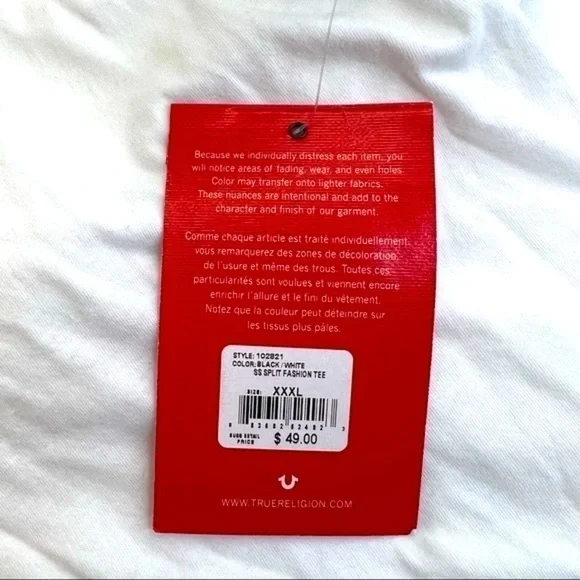 Because we individually distress each item, you
will notice areas of fading, wear, and even holes.
Color may transfer onto lighter fabrics.
These nuances are intentional and add to the
character and finish of our garment.
Comme chaque article est traité individuellement,
vous remarquerez des zones de décoloration,
de l'usure et même des trous. Toutes ces
particularités sont voulues et viennent encore
enrichir l'allure et le fini du vêtement.
Notez que la couleur peut déteindre sur
les tissus plus pâles.
STYLE: 102821
COLOR: BLACK / WHITE
SS SPLIT FASHION TEE
SIZE: XXXL
SUGG RETAIL
PRICE $ 49.00
WWW.TRUERELIGION.COM